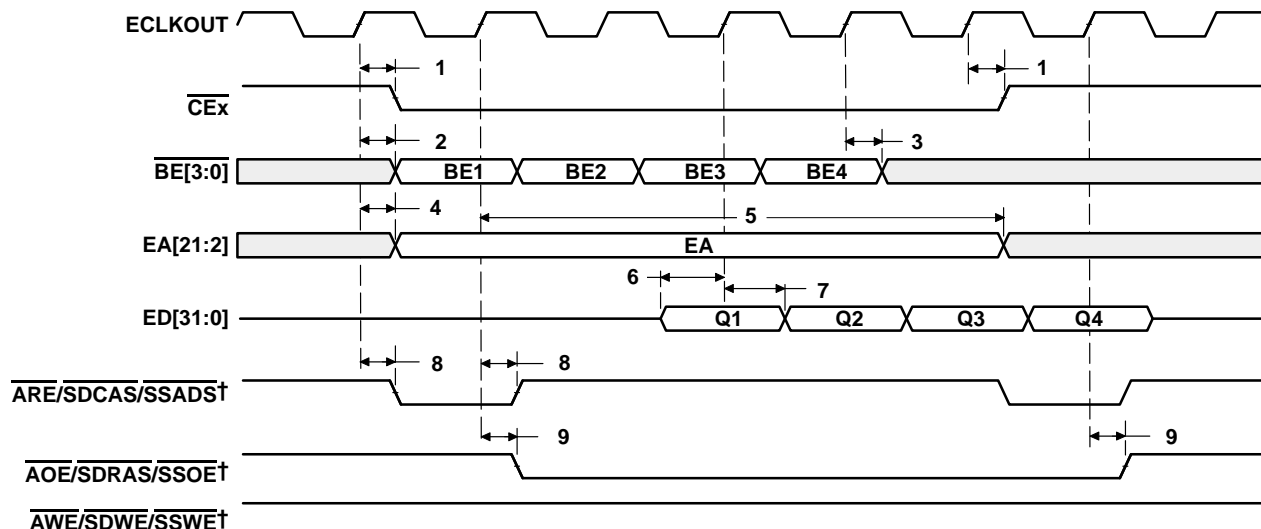 ECLKOUT
1
1
CEx
2
3
BE[3:0]
BE1
BE2
BE3
BE4
4
5
EA[21:2]
EA
6
7
ED[31:0]
Q1
Q2
Q3
Q4
8
8
ARE/SDCAS/SSADS†
9
9
AOE/SDRAS/SSOE†
AWE/SDWE/SSWE†